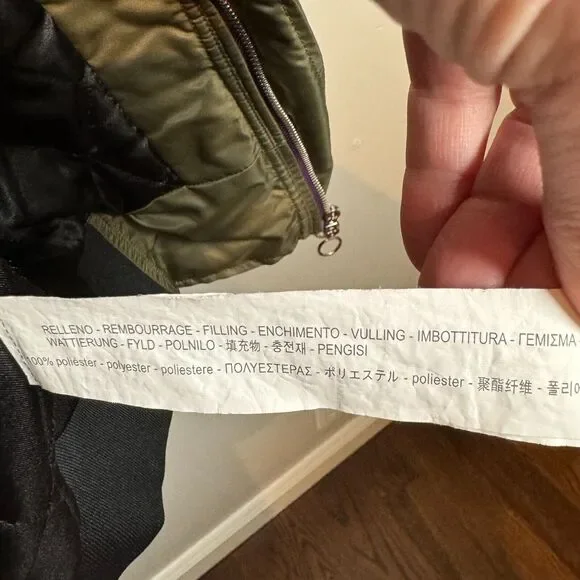 RELLENO - REMBOURRAGE - FILLING - ENCHIMENTO - VULLING - IMBOTTITURA - ΓΕΜΙΣΜΑ -
WATTIERUNG - FYLD - POLNILO - 填充物 - 충전재 - PENGISI
100% poliéster - polyester - poliestere - ΠΟΛΥΕΣΤΕΡΑΣ - ポリエステル - poliester - 聚酯纤维 - 폴리에